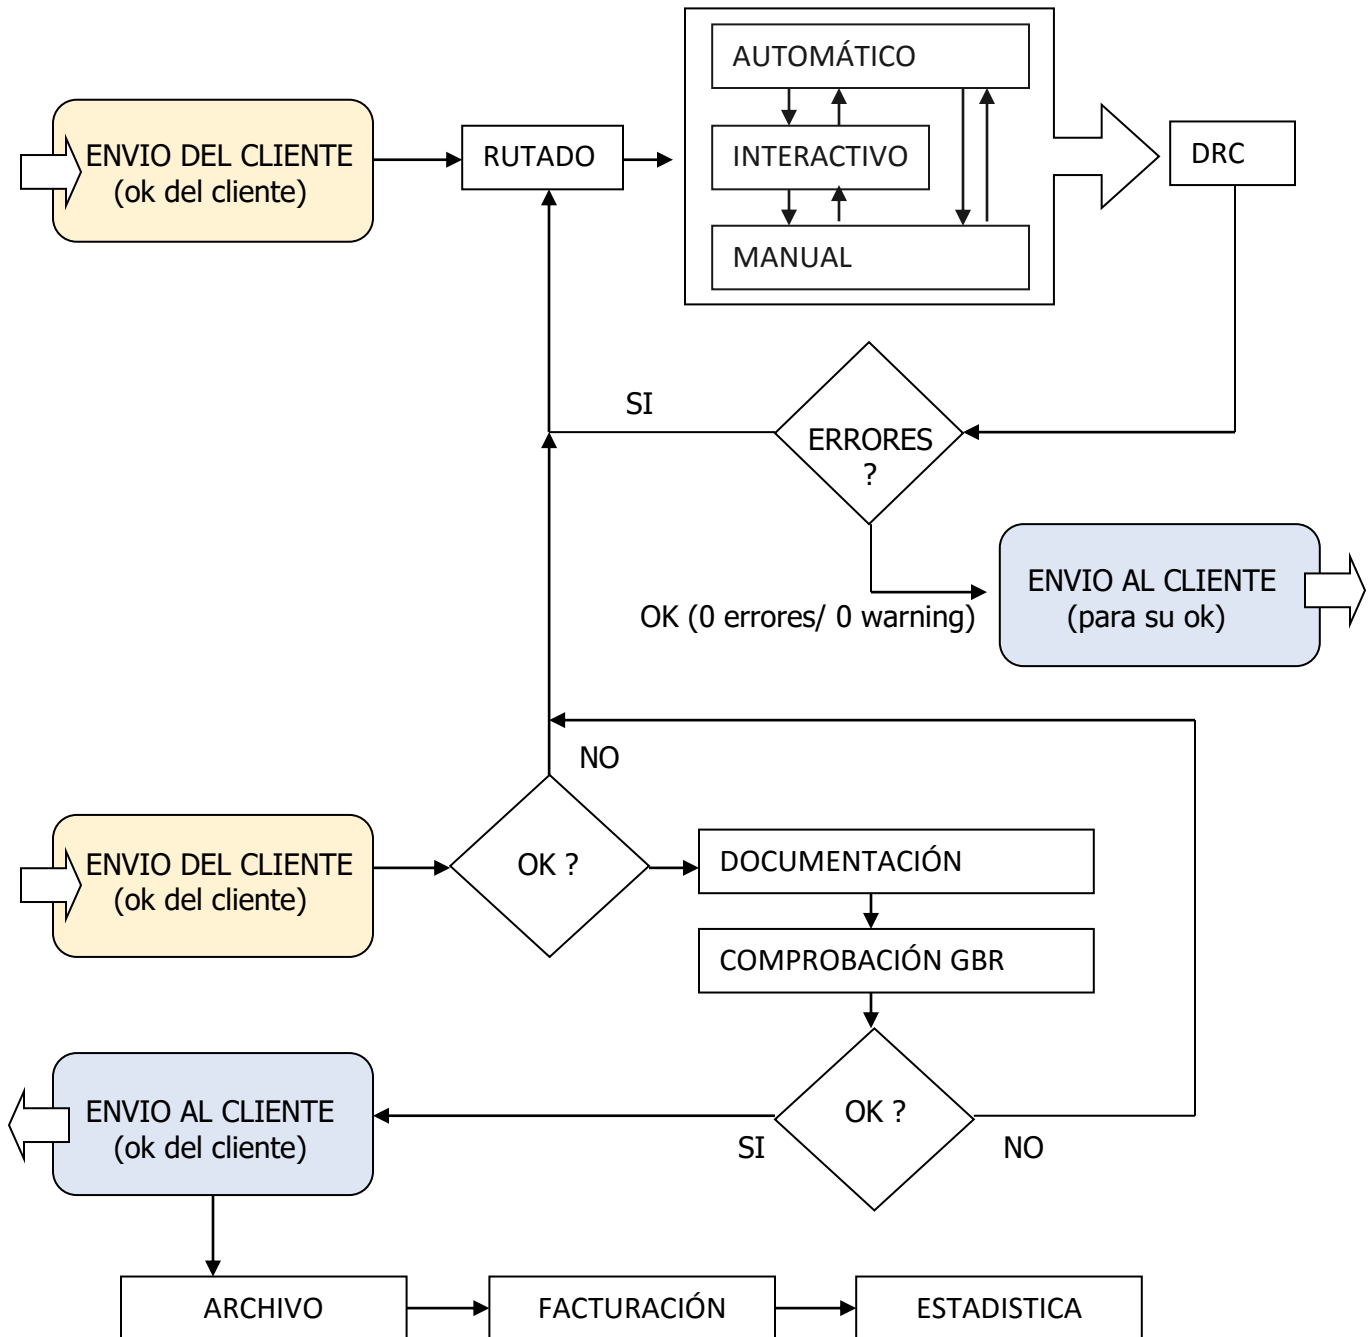 AUTOMÁTICO
ENVIO DEL CLIENTE
(ok del cliente)
RUTADO
INTERACTIVO
DRC
MANUAL
SI
ERRORES
?
ENVIO AL CLIENTE
(para su ok)
OK (0 errores/ 0 warning)
NO
ENVIO DEL CLIENTE
(ok del cliente)
OK ?
DOCUMENTACIÓN
COMPROBACIÓN GBR
ENVIO AL CLIENTE
(ok del cliente)
OK ?
SI
NO
ARCHIVO
FACTURACIÓN
ESTADISTICA